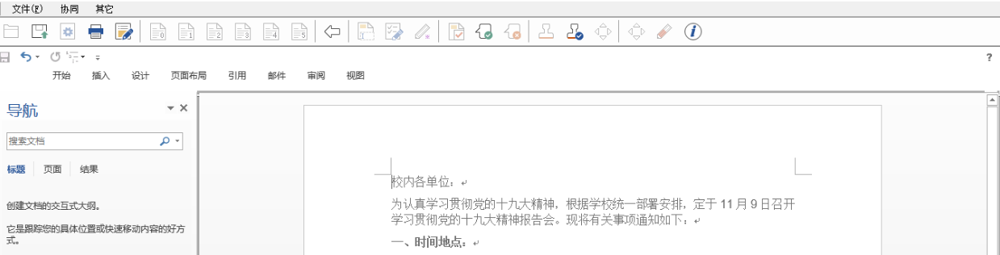 文件(F) 协同 其它
0 1 2 3 4 5
?
开始 插入 设计 页面布局 引用 邮件 审阅 视图
导航
搜索文档
标题 页面 结果
创建文档的交互式大纲。
它是跟踪您的具体位置或快速移动内容的好方
式。
校内各单位：
为认真学习贯彻党的十九大精神，根据学校统一部署安排，定于 11 月 9 日召开
学习贯彻党的十九大精神报告会。现将有关事项通知如下：
一、时间地点：